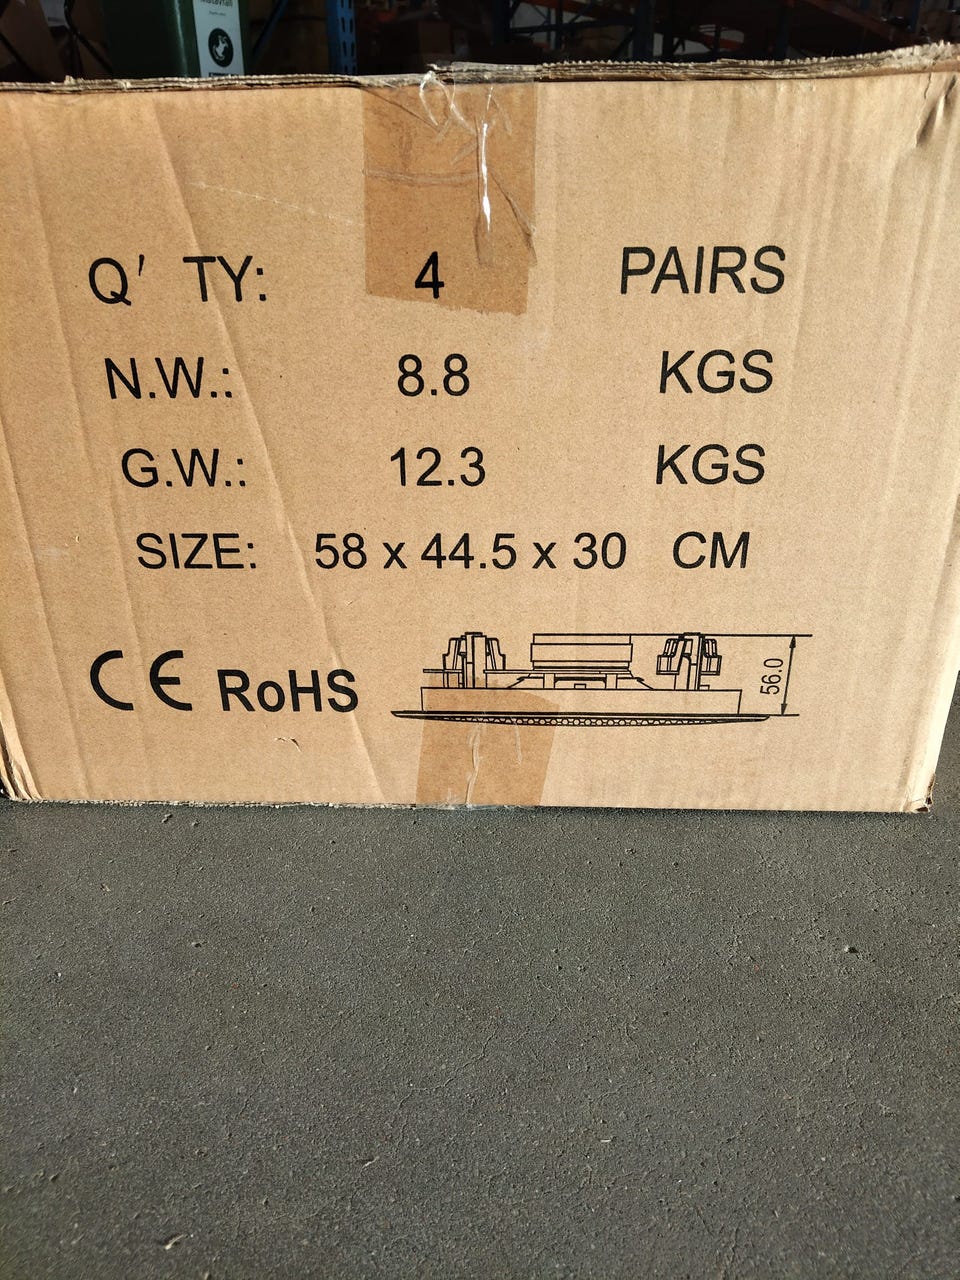 Q' TY: 4 PAIRS
N.W.: 8.8 KGS
G.W.: 12.3 KGS
SIZE: 58 x 44.5 x 30 CM
CE RoHS
56.0